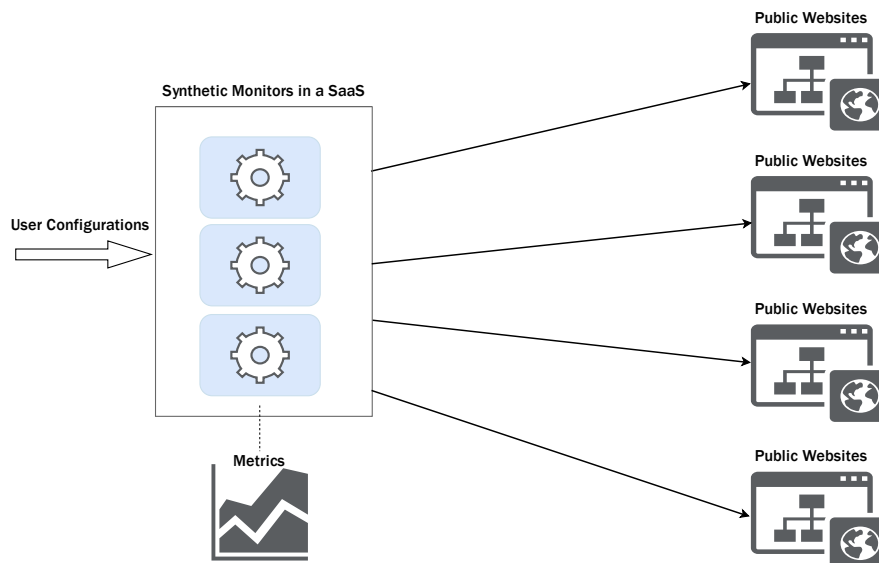 Public Websites
Synthetic Monitors in a SaaS
Public Websites
User Configurations
Public Websites
Public Websites
Metrics